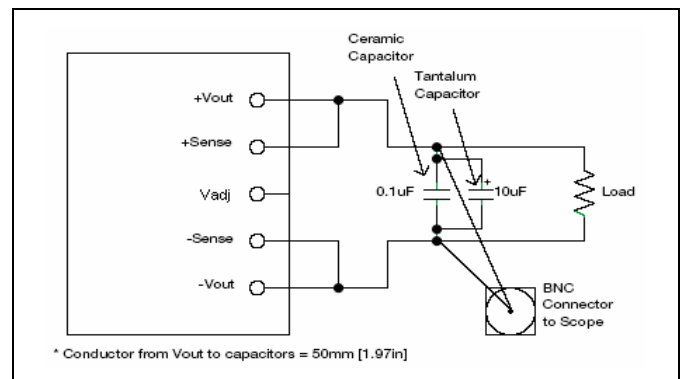 Ceramic
Capacitor
Tantalum
Capacitor
+Vout
+Sense
Vadj
-Sense
-Vout
0.1uF
+
10uF
Load
BNC
Connector
to Scope
* Conductor from Vout to capacitors = 50mm [1.97in]